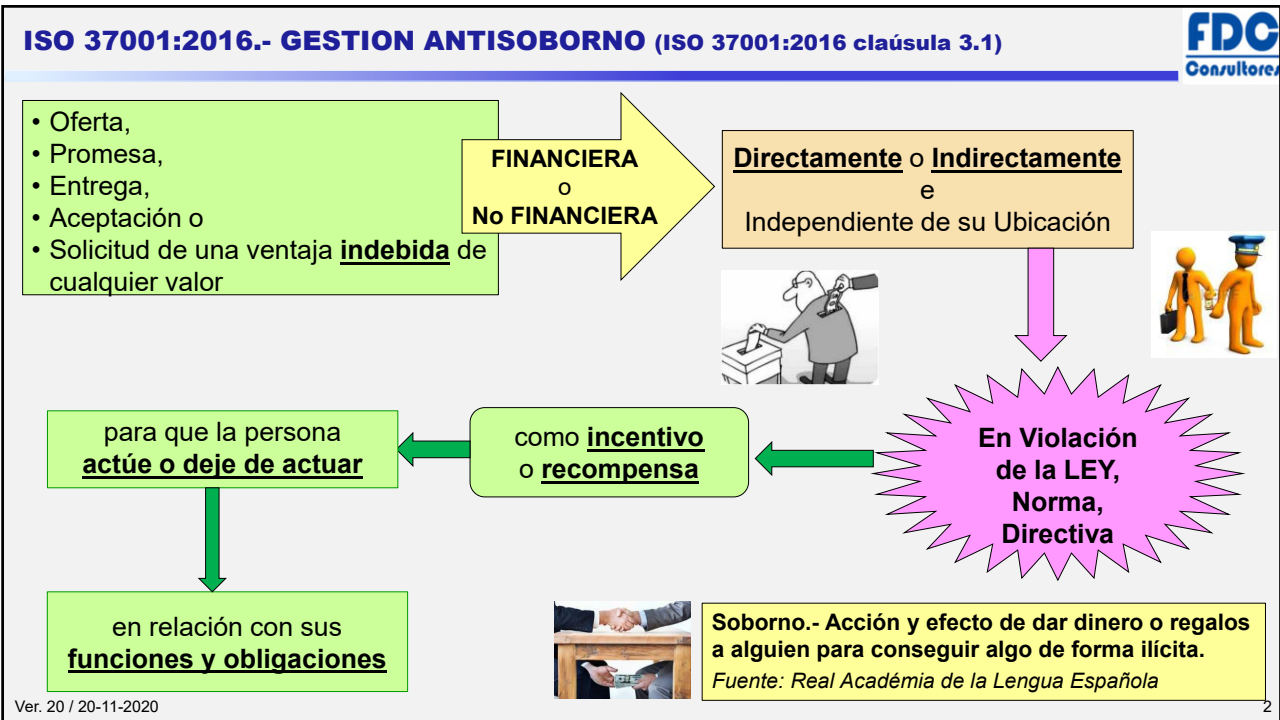 ISO 37001:2016.- GESTION ANTISOBORNO (ISO 37001:2016 claúsula 3.1)
FDC
Consultores
• Oferta,
• Promesa,
• Entrega,
• Aceptación o
• Solicitud de una ventaja indebida de
cualquier valor
FINANCIERA
o
No FINANCIERA
Directamente o Indirectamente
e
Independiente de su Ubicación
En Violación
de la LEY,
Norma,
Directiva
como incentivo
o recompensa
para que la persona
actúe o deje de actuar
en relación con sus
funciones y obligaciones
Soborno.- Acción y efecto de dar dinero o regalos
a alguien para conseguir algo de forma ilícita.
Fuente: Real Académia de la Lengua Española
Ver. 20 / 20-11-2020
2